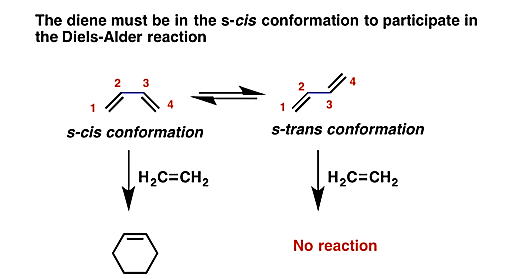 The diene must be in the s-cis conformation to participate in
the Diels-Alder reaction
2 3
1 4
2 4
1 3
s-cis conformation s-trans conformation
H₂C=CH₂ H₂C=CH₂
No reaction